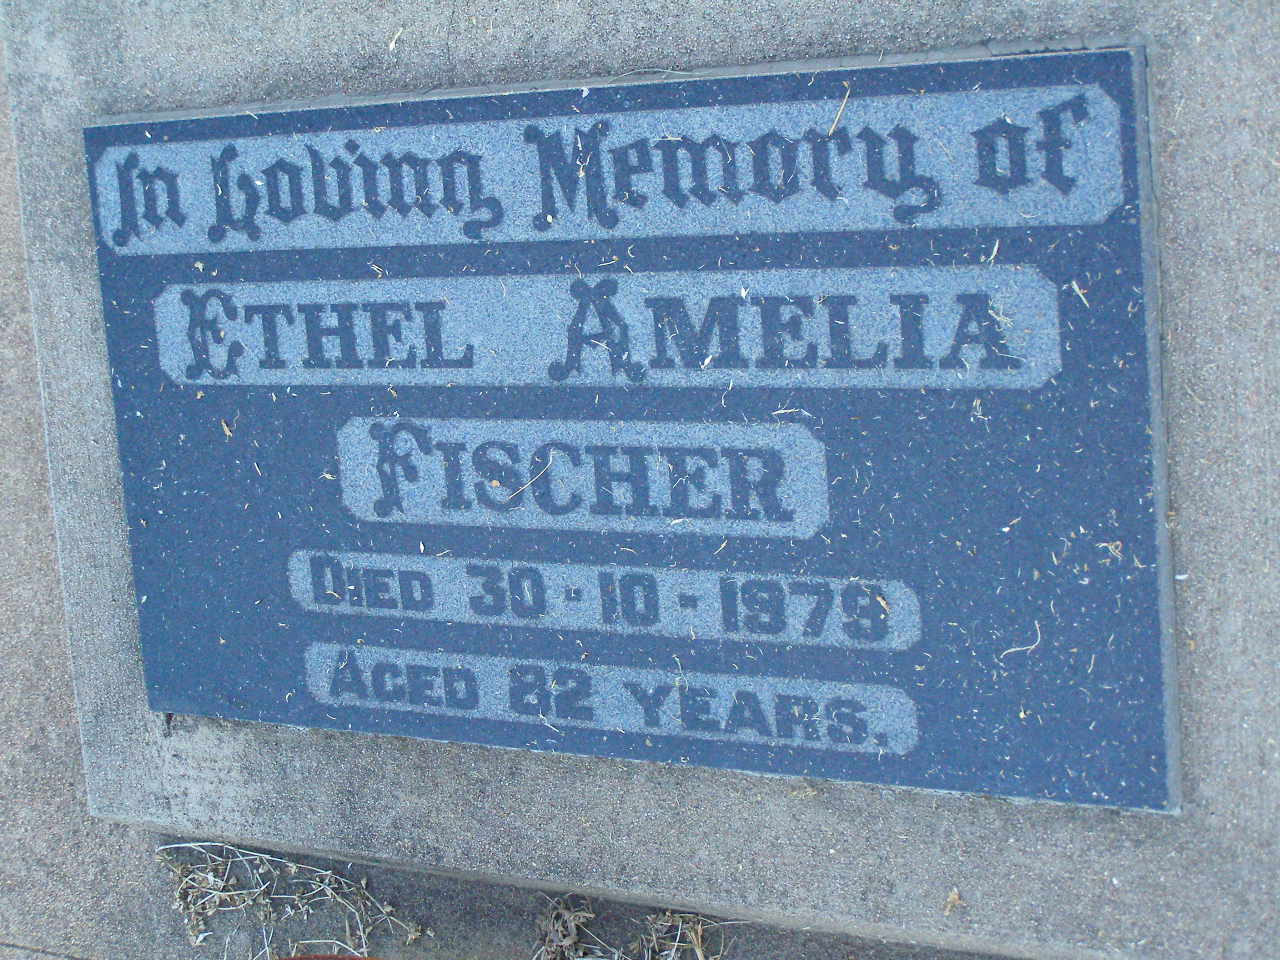 In Loving Memory of
ETHEL AMELIA
FISCHER
DIED 30-10-1979
AGED 82 YEARS.